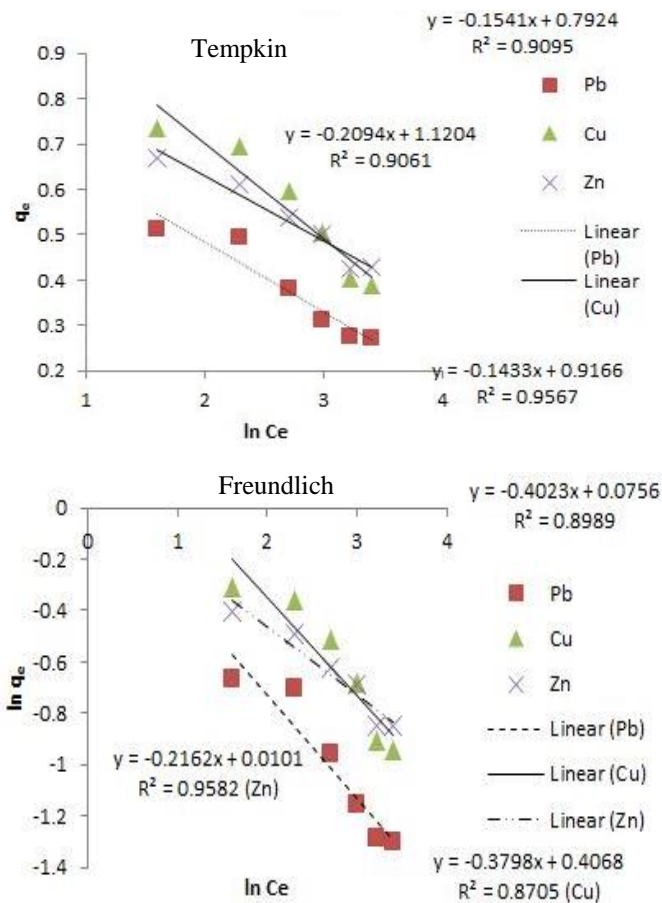 Tempkin
y = -0.1541x + 0.7924
R² = 0.9095
0.9
0.8
0.7
0.6
0.5
0.4
0.3
0.2
qe
y = -0.2094x + 1.1204
R² = 0.9061
Pb
Cu
Zn
Linear
(Pb)
Linear
(Cu)
y = -0.1433x + 0.9166
R² = 0.9567
1
2
3
4
ln Ce
Freundlich
y = -0.4023x + 0.0756
R² = 0.8989
0
0
1
2
3
4
-0.2
-0.4
-0.6
-0.8
-1
-1.2
-1.4
ln qe
Pb
Cu
Zn
Linear (Pb)
Linear (Cu)
Linear (Zn)
y = -0.2162x + 0.0101
R² = 0.9582 (Zn)
y = -0.3798x + 0.4068
R² = 0.8705 (Cu)
ln Ce